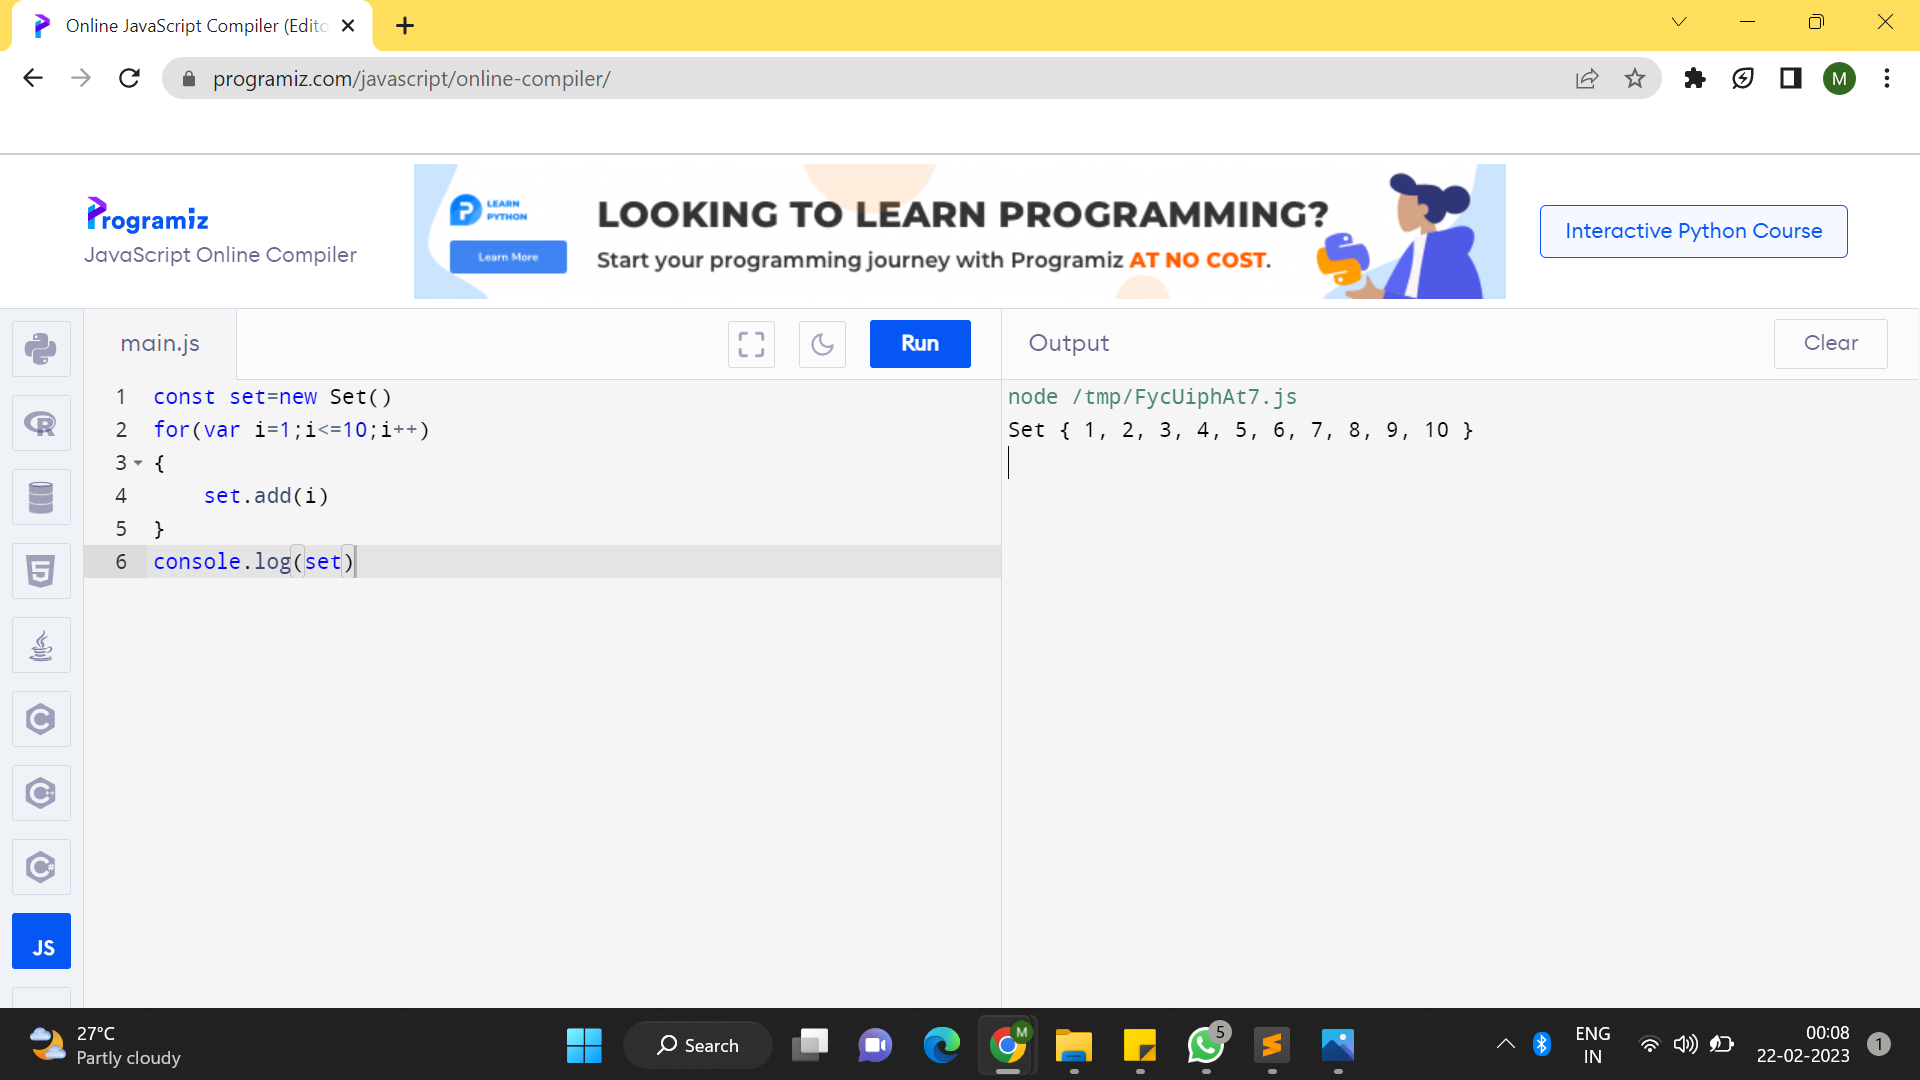 Online JavaScript Compiler (Edito
programiz.com/javascript/online-compiler/
M
Programiz
JavaScript Online Compiler
LEARN
PYTHON
Learn More
LOOKING TO LEARN PROGRAMMING?
Start your programming journey with Programiz AT NO COST.
Interactive Python Course
main.js
Run
Output
Clear
1 const set=new Set()
2 for(var i=1;i<=10;i++)
3 {
4     set.add(i)
5 }
6 console.log(set)
node /tmp/FycUiphAt7.js
Set { 1, 2, 3, 4, 5, 6, 7, 8, 9, 10 }
R
5
C
C
C
JS
27°C
Partly cloudy
Search
M
5
ENG
IN
00:08
22-02-2023
1